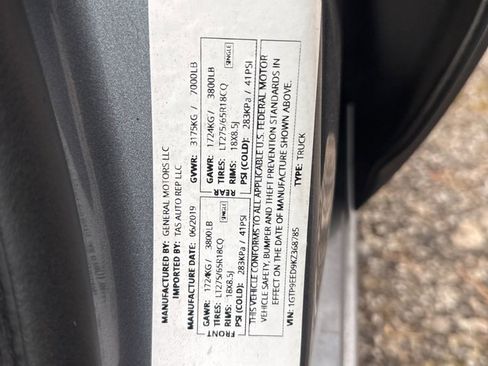 MANUFACTURED BY: GENERAL MOTORS LLC
IMPORTED BY: TAS AUTO REP LLC
MANUFACTURE DATE: 06/2019
GVWR: 3175KG / 7000LB
FRONT
GAWR: 1724KG / 3800LB
TIRES: LT275/65R18CQ
RIMS: 18X8.5J
SINGLE
PSI (COLD): 283KPa / 41PSI
REAR
GAWR: 1724KG / 3800LB
TIRES: LT275/65R18CQ
RIMS: 18X8.5J
SINGLE
PSI (COLD): 283KPa / 41PSI
THIS VEHICLE CONFORMS TO ALL APPLICABLE U.S. FEDERAL MOTOR
VEHICLE SAFETY, BUMPER AND THEFT PREVENTION STANDARDS IN
EFFECT ON THE DATE OF MANUFACTURE SHOWN ABOVE.
VIN: 1GTP9EED9KZ368785
TYPE: TRUCK